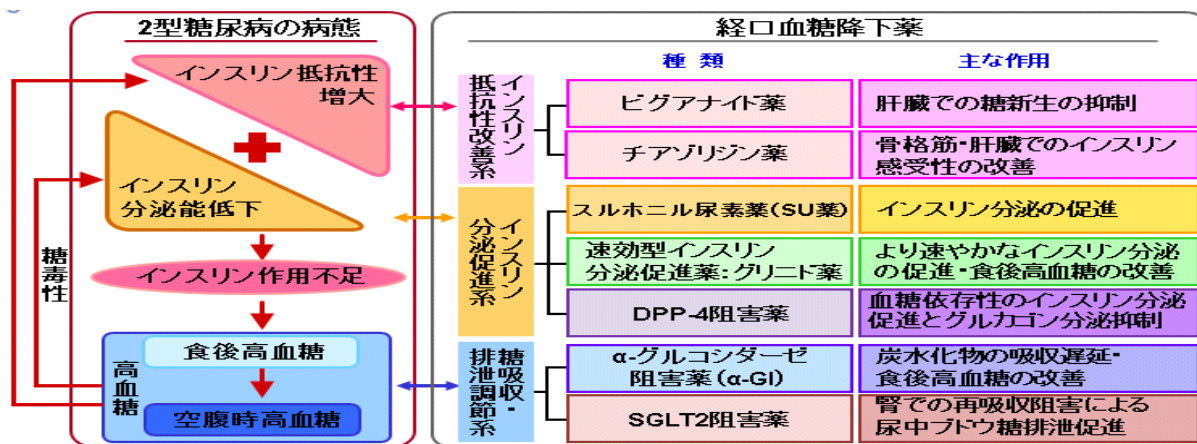 2型糖尿病の病態
インスリン抵抗性
増大
インスリン
分泌能低下
インスリン作用不足
糖毒性
高血糖
食後高血糖
空腹時高血糖
経口血糖降下薬
種類
主な作用
インスリン
抵抗性改善系
ビグアナイド薬
肝臓での糖新生の抑制
チアゾリジン薬
骨格筋・肝臓でのインスリン
感受性の改善
インスリン
分泌促進系
スルホニル尿素薬(SU薬)
インスリン分泌の促進
速効型インスリン
分泌促進薬:グリニド薬
より速やかなインスリン分泌
の促進・食後高血糖の改善
DPP-4阻害薬
血糖依存性のインスリン分泌
促進とグルカゴン分泌抑制
糖吸収・
排泄調節系
α-グルコシダーゼ
阻害薬(α-GI)
炭水化物の吸収遅延・
食後高血糖の改善
SGLT2阻害薬
腎での再吸収阻害による
尿中ブドウ糖排泄促進